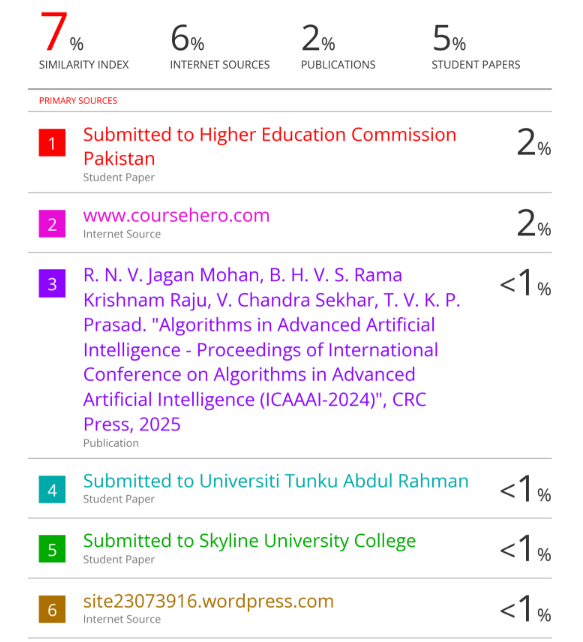 7% 6% 2% 5%
SIMILARITY INDEX INTERNET SOURCES PUBLICATIONS STUDENT PAPERS
PRIMARY SOURCES
1 Submitted to Higher Education Commission 2%
Pakistan
Student Paper
2 www.coursehero.com 2%
Internet Source
3 R. N. V. Jagan Mohan, B. H. V. S. Rama <1%
Krishnam Raju, V. Chandra Sekhar, T. V. K. P.
Prasad. "Algorithms in Advanced Artificial
Intelligence - Proceedings of International
Conference on Algorithms in Advanced
Artificial Intelligence (ICAAAI-2024)", CRC
Press, 2025
Publication
4 Submitted to Universiti Tunku Abdul Rahman <1%
Student Paper
5 Submitted to Skyline University College <1%
Student Paper
6 site23073916.wordpress.com <1%
Internet Source